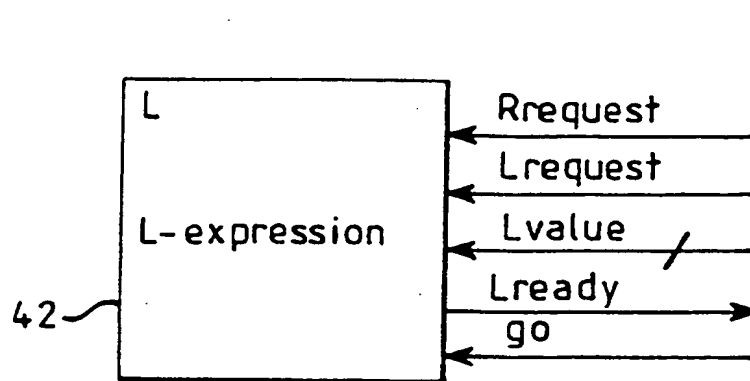 L
Rrequest
Lrequest
L-expression
Lvalue
Lready
42
go